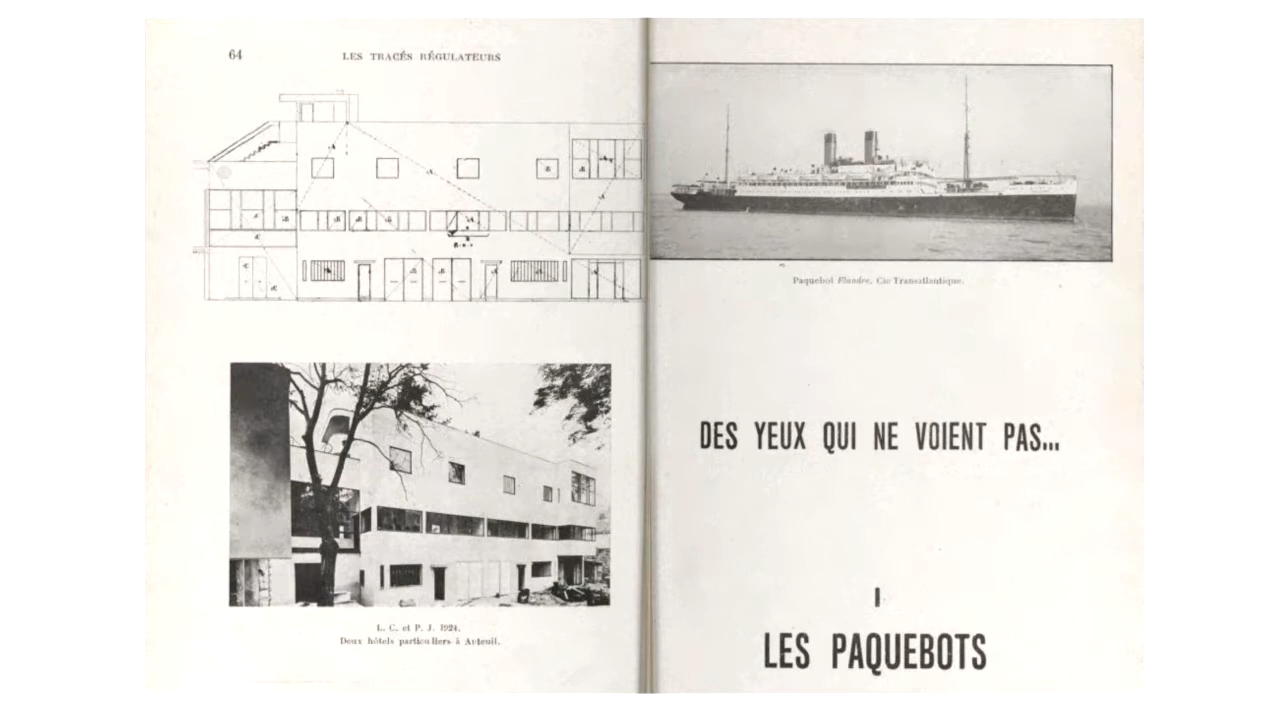 64
LES TRACÉS RÉGULATEURS
L. C. et P. J. 1924.
Deux hôtels particuliers à Auteuil.
Paquebot Flandre, Cie Transatlantique.
DES YEUX QUI NE VOIENT PAS...
I
LES PAQUEBOTS